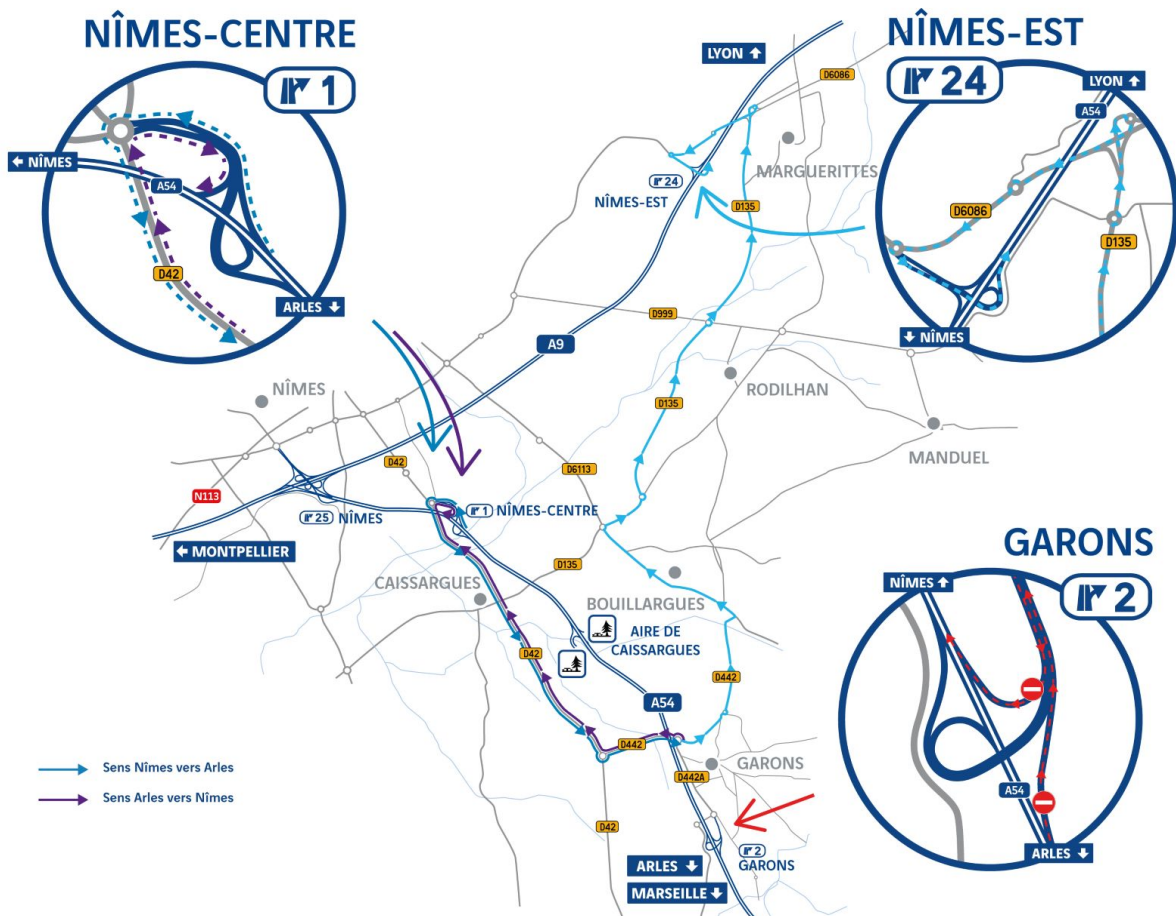 NÎMES-CENTRE
1
← NÎMES
A54
D42
ARLES ↓
LYON ↑
D6086
MARGUERITTES
24
NÎMES-EST
D135
NÎMES-EST
24
LYON ↑
A54
D6086
D135
↓ NÎMES
D999
A9
NÎMES
RODILHAN
D135
MANDUEL
D42
D6113
N113
25 NÎMES
1 NÎMES-CENTRE
← MONTPELLIER
D135
CAISSARGUES
BOUILLARGUES
AIRE DE
CAISSARGUES
D42
D442
A54
D442
GARONS
D442A
D42
2
GARONS
ARLES ↓
MARSEILLE ↓
Sens Nîmes vers Arles
Sens Arles vers Nîmes
GARONS
NÎMES ↑
2
A54
ARLES ↓